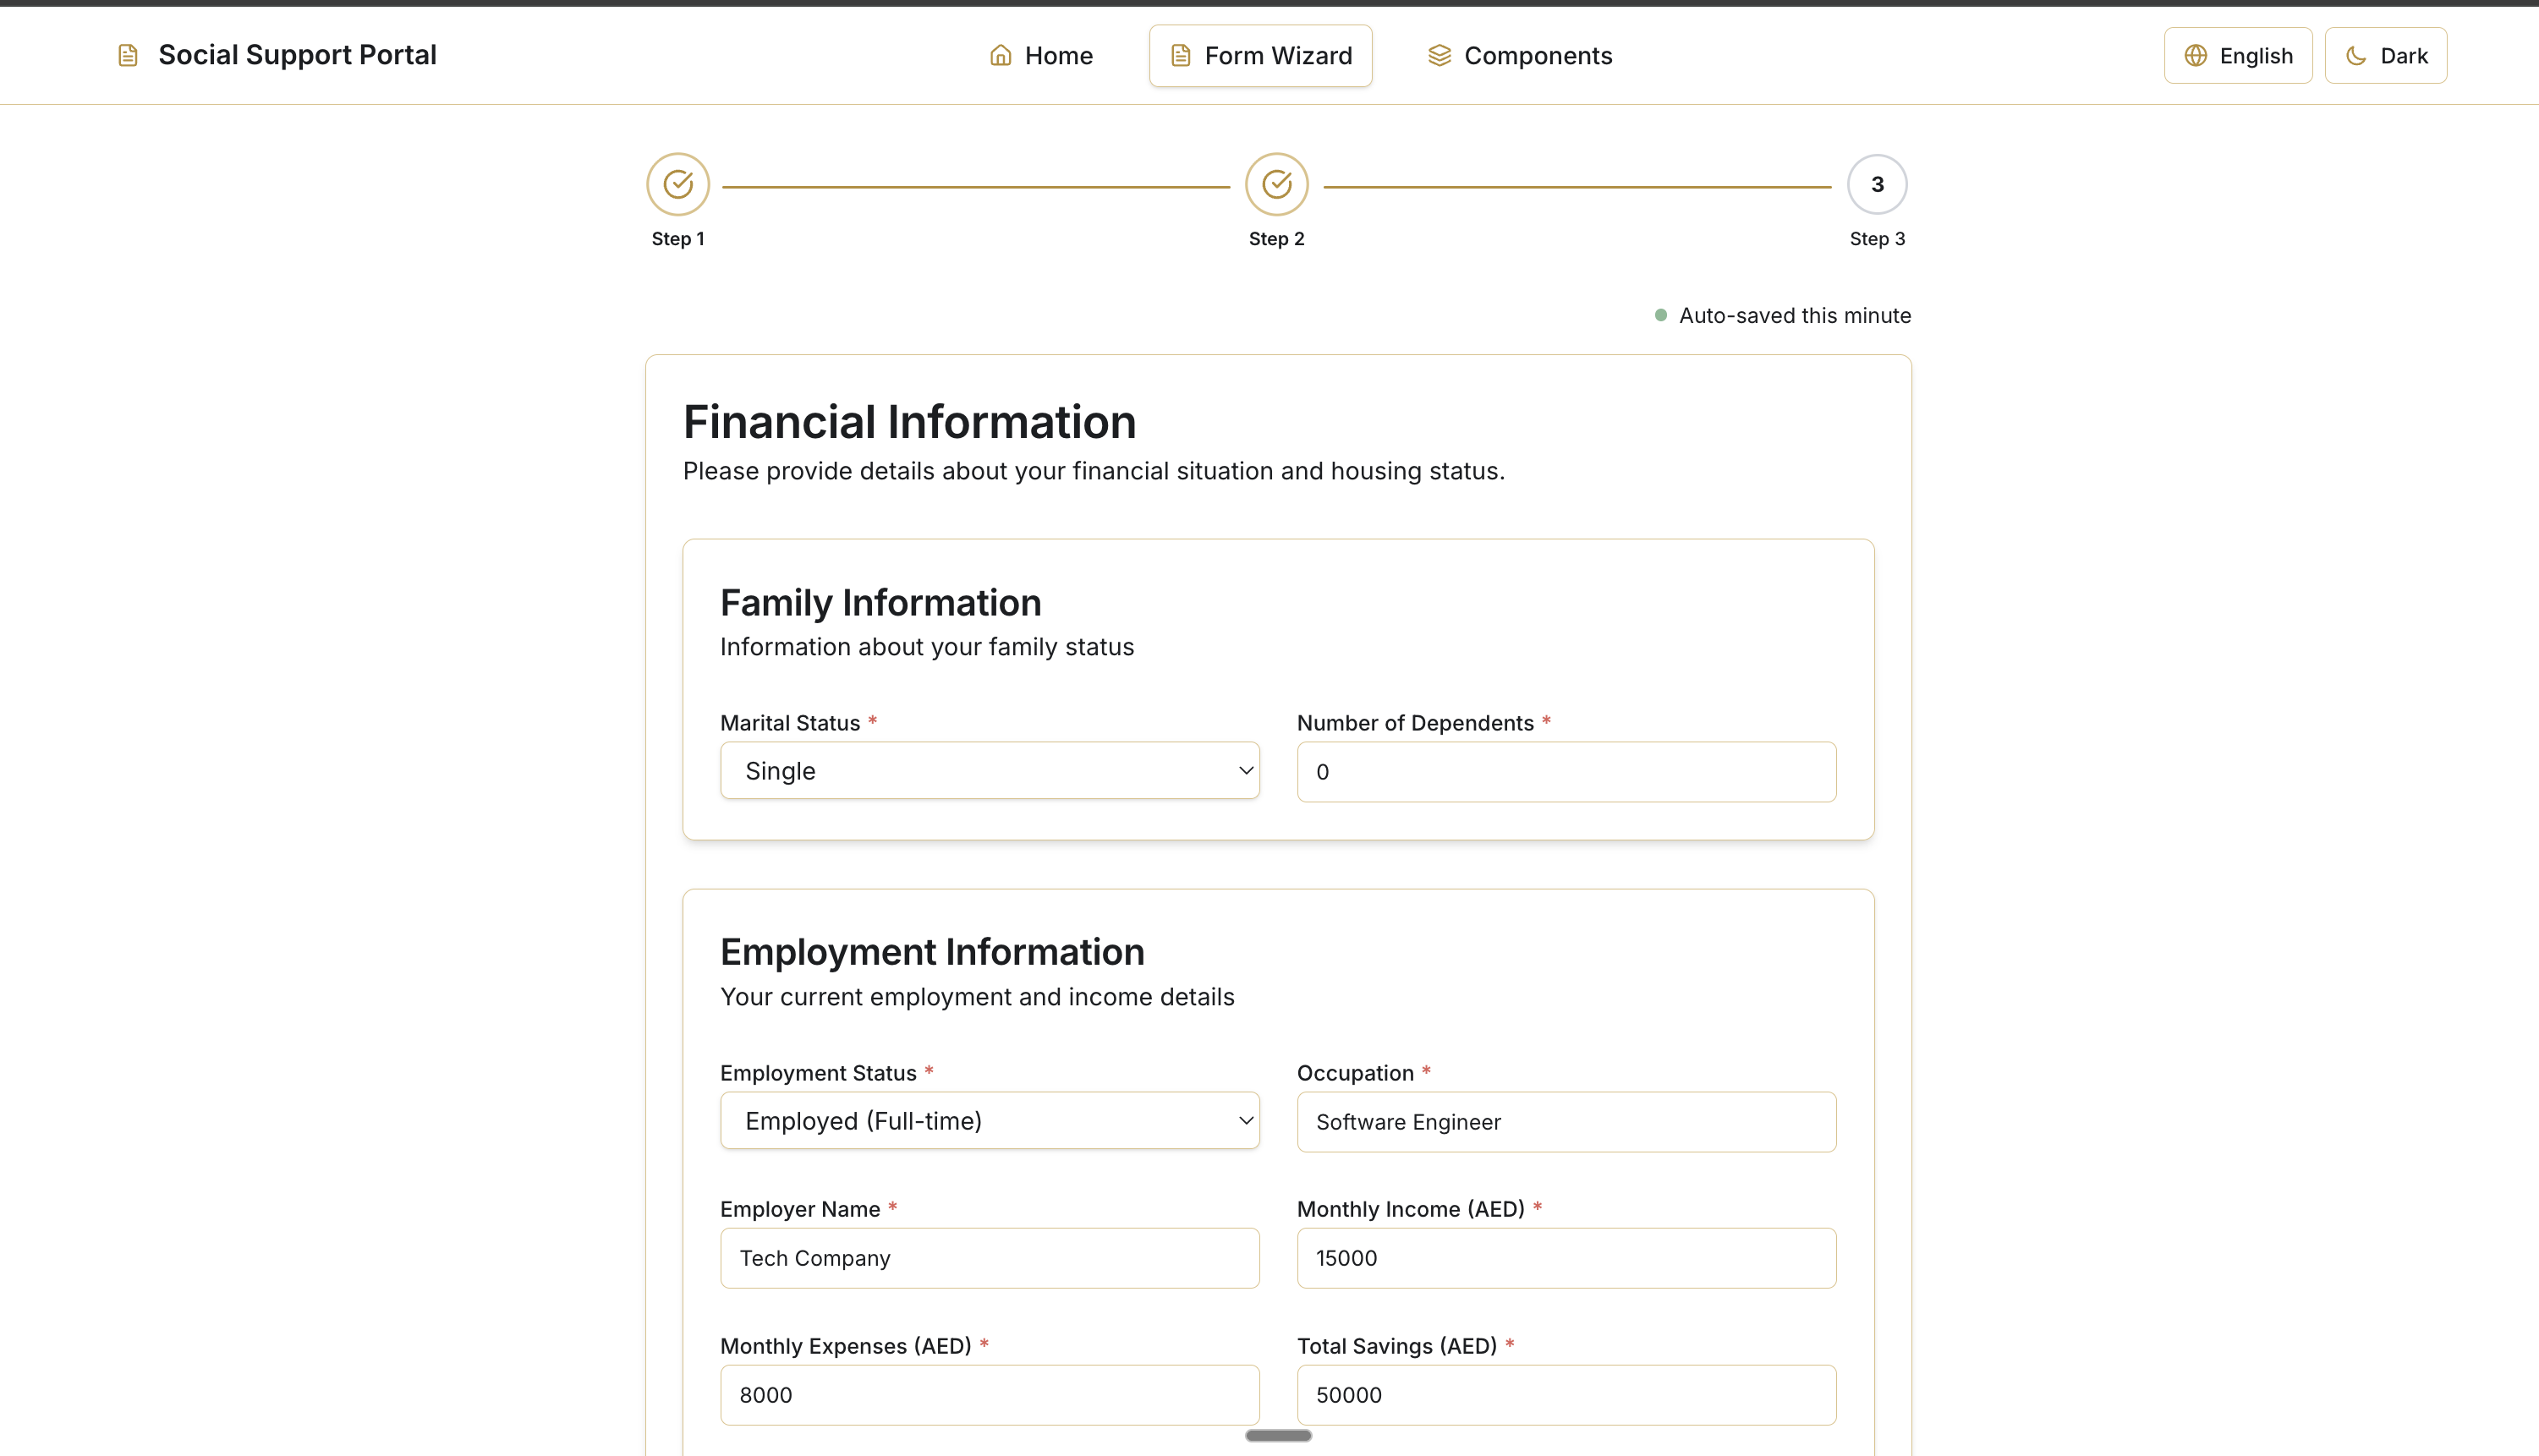 Social Support Portal
Home
Form Wizard
Components
English
Dark
3
Step 1
Step 2
Step 3
Auto-saved this minute
Financial Information
Please provide details about your financial situation and housing status.
Family Information
Information about your family status
Marital Status *
Number of Dependents *
Single
0
Employment Information
Your current employment and income details
Employment Status *
Occupation *
Employed (Full-time)
Software Engineer
Employer Name *
Monthly Income (AED) *
Tech Company
15000
Monthly Expenses (AED) *
Total Savings (AED) *
8000
50000